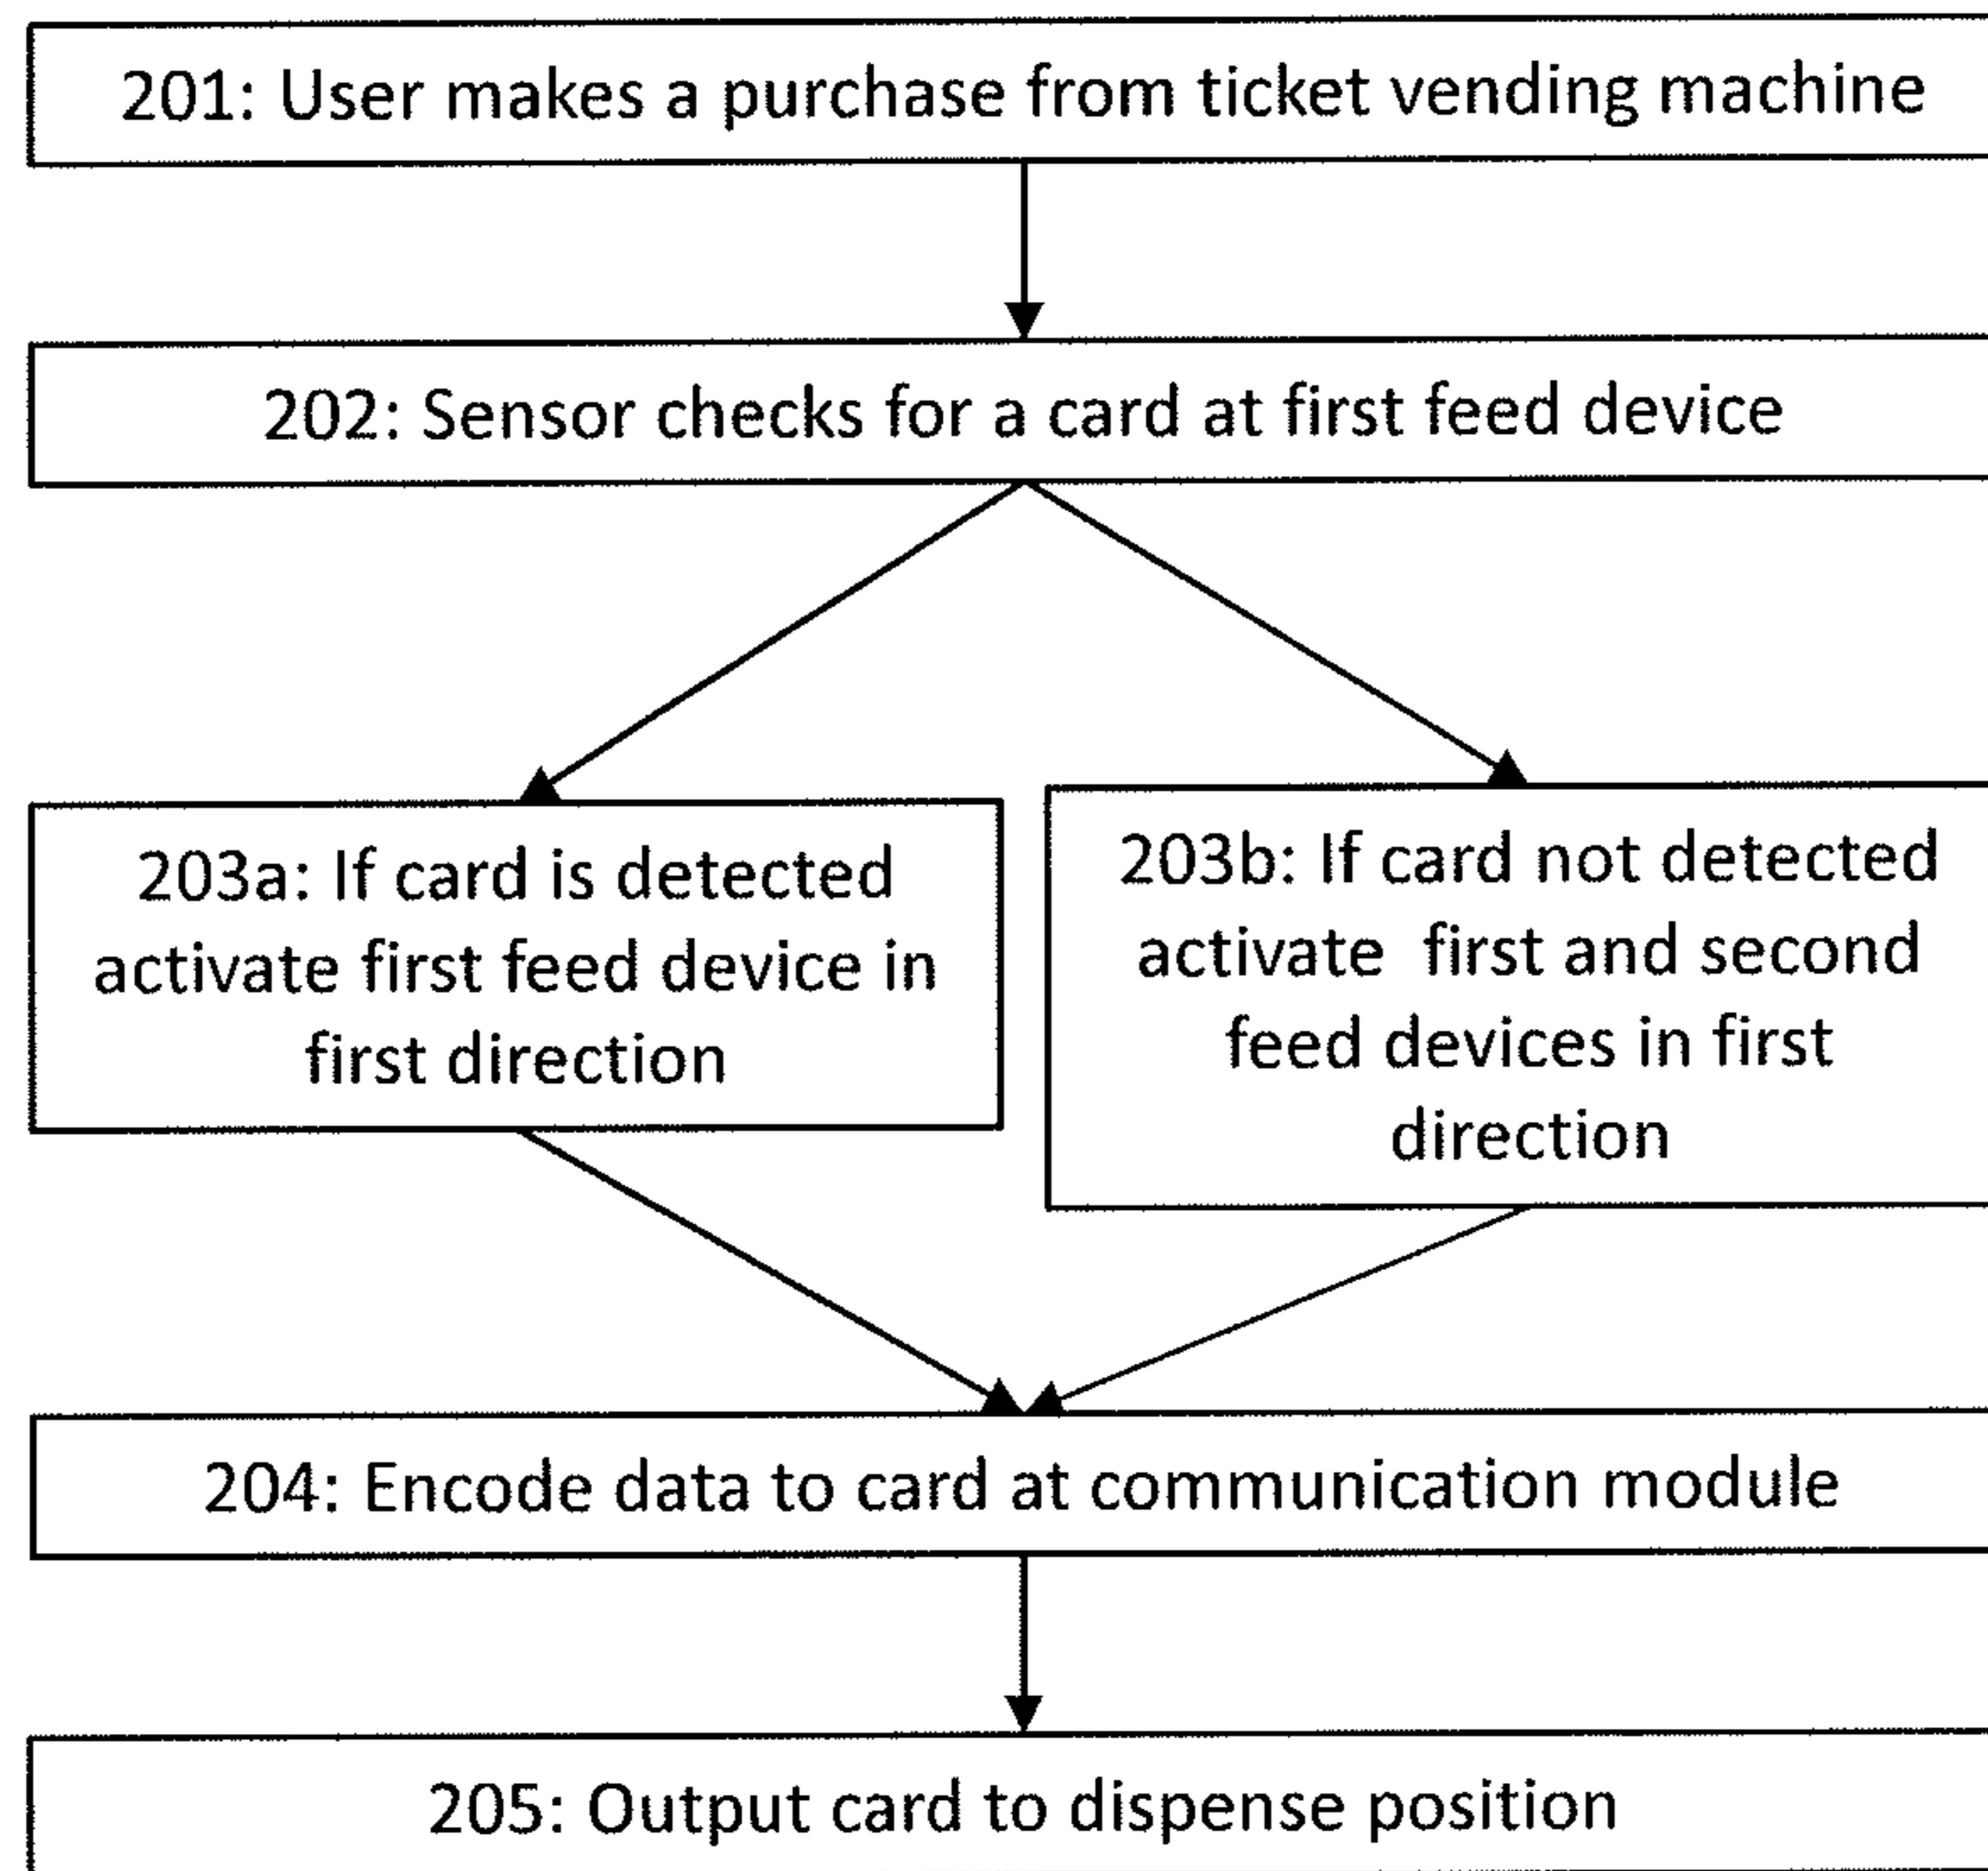 201: User makes a purchase from ticket vending machine
202: Sensor checks for a card at first feed device
203a: If card is detected
activate first feed device in
first direction
203b: If card not detected
activate first and second
feed devices in first
direction
204: Encode data to card at communication module
205: Output card to dispense position